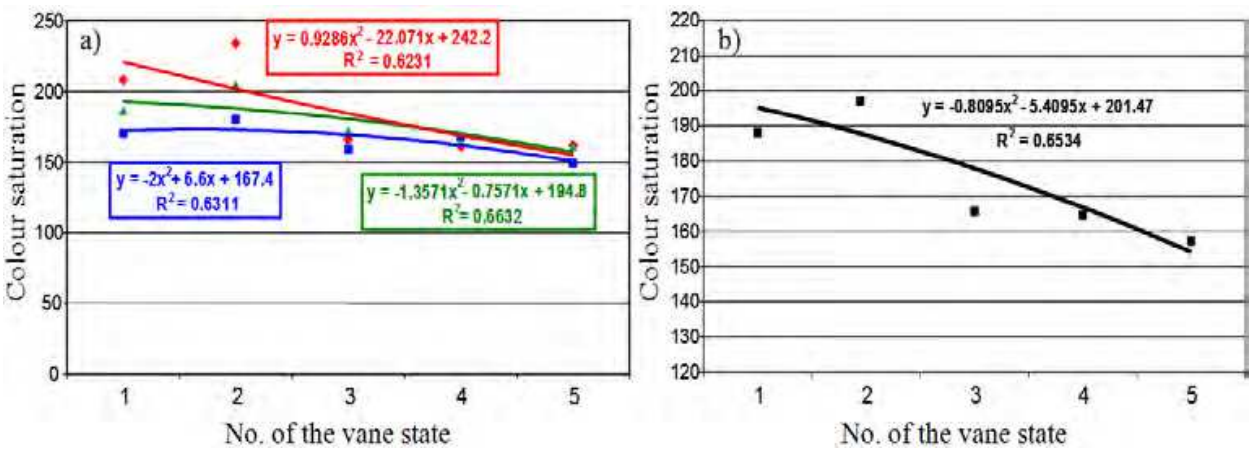 a)
250
200
150
100
50
0
Colour saturation
y = 0.9286x² - 22.071x + 242.2
R² = 0.6231
y = -2x² + 6.6x + 167.4
R² = 0.6311
y = -1.3571x² - 0.7571x + 194.8
R² = 0.6632
1 2 3 4 5
No. of the vane state
b)
220
210
200
190
180
170
160
150
140
130
120
Colour saturation
y = -0.8095x² - 5.4095x + 201.47
R² = 0.6534
1 2 3 4 5
No. of the vane state